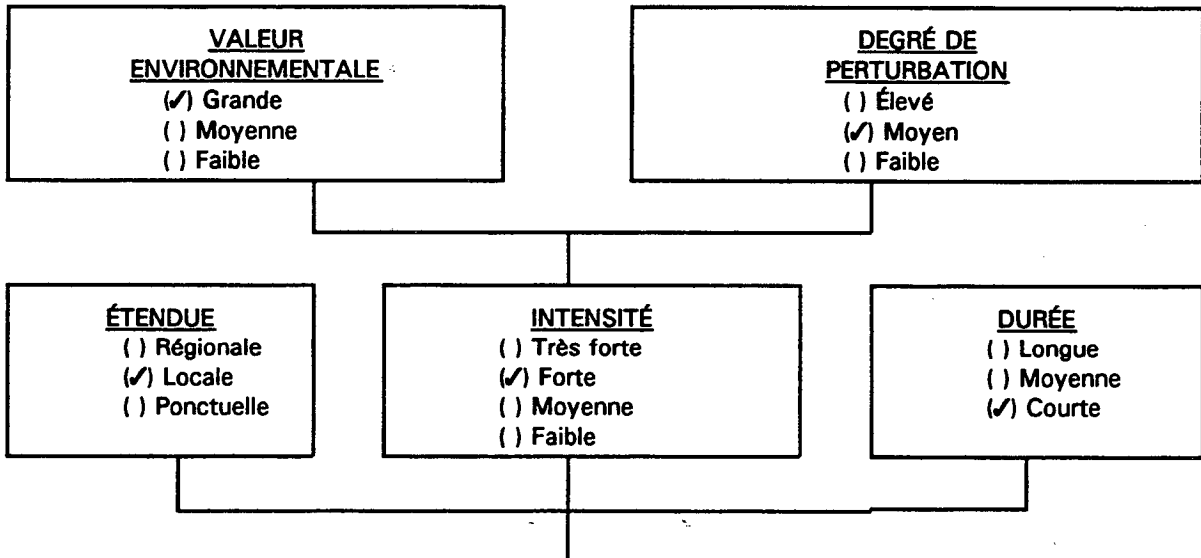 VALEUR
ENVIRONNEMENTALE
(✓) Grande
( ) Moyenne
( ) Faible
DEGRÉ DE
PERTURBATION
( ) Élevé
(✓) Moyen
( ) Faible
ÉTENDUE
( ) Régionale
(✓) Locale
( ) Ponctuelle
INTENSITÉ
( ) Très forte
(✓) Forte
( ) Moyenne
( ) Faible
DURÉE
( ) Longue
( ) Moyenne
(✓) Courte